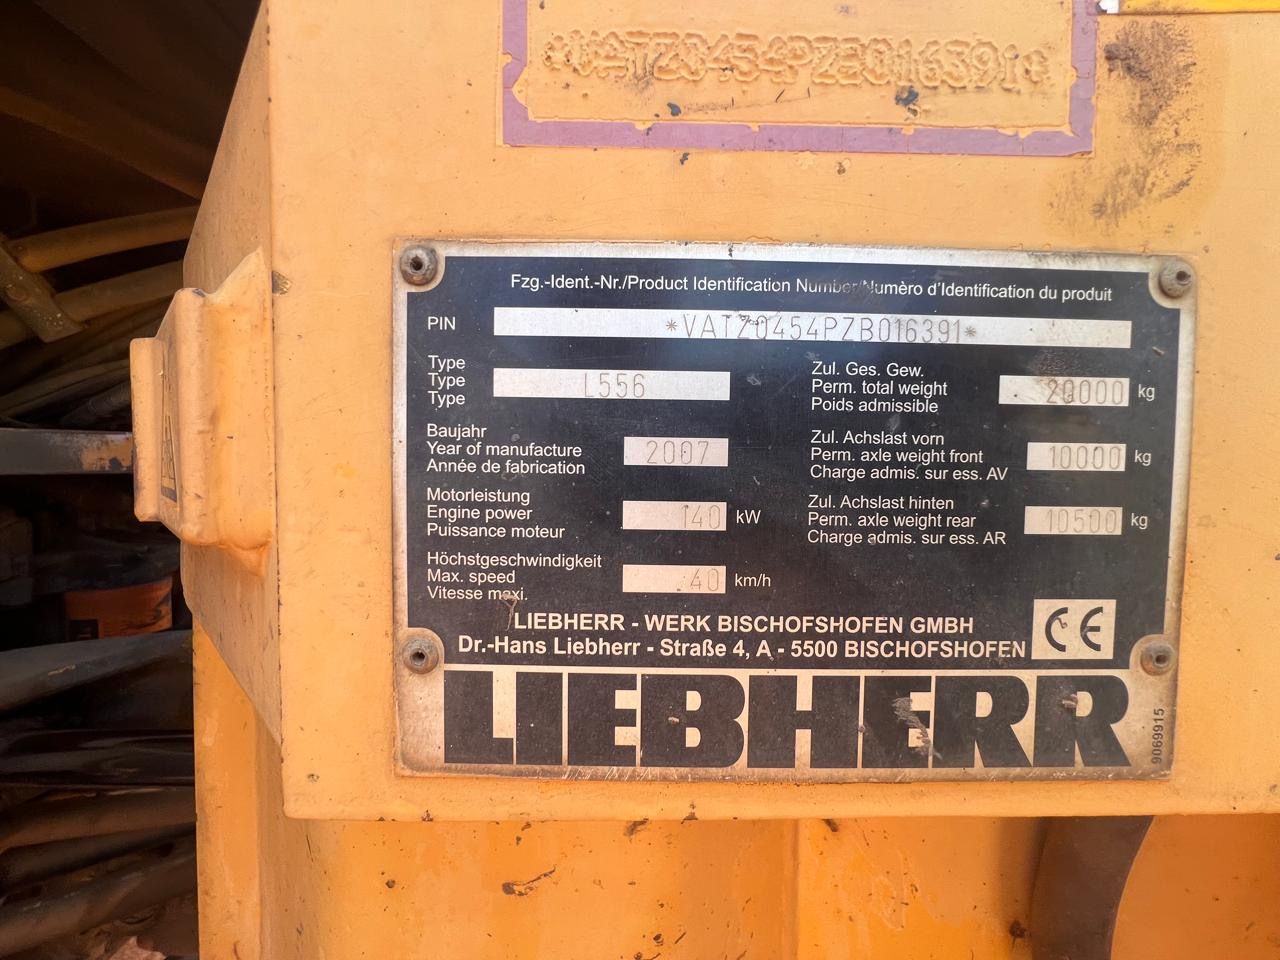 *VATZ0454PZB016391*
Fzg.-Ident.-Nr./Product Identification Number/Numèro d'Identification du produit
PIN *VATZ0454PZB016391*
Type
Type L556
Type
Baujahr
Year of manufacture 2007
Année de fabrication
Motorleistung
Engine power 140 kW
Puissance moteur
Höchstgeschwindigkeit
Max. speed 40 km/h
Vitesse maxi.
Zul. Ges. Gew.
Perm. total weight 20000 kg
Poids admissible
Zul. Achslast vorn
Perm. axle weight front 10000 kg
Charge admis. sur ess. AV
Zul. Achslast hinten
Perm. axle weight rear 10500 kg
Charge admis. sur ess. AR
LIEBHERR - WERK BISCHOFSHOFEN GMBH
Dr.-Hans Liebherr - Straße 4, A - 5500 BISCHOFSHOFEN
CE
LIEBHERR
9069915